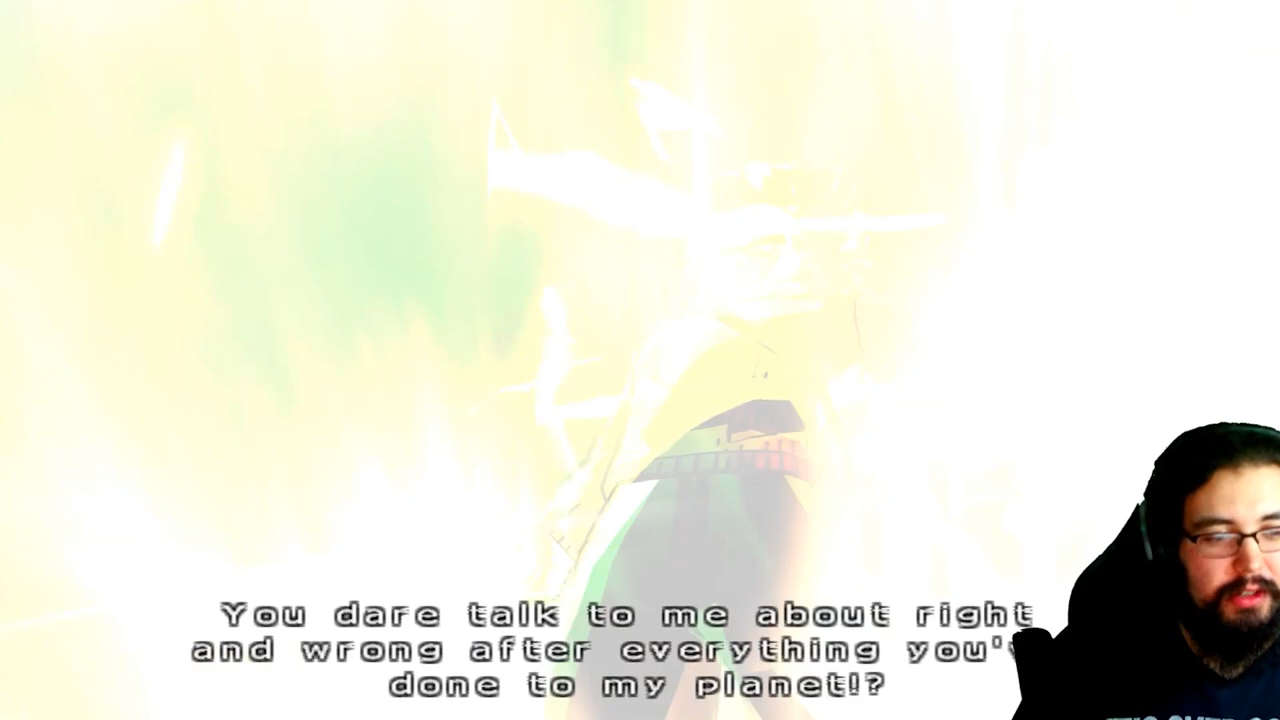 You dare talk to me about right
and wrong after everything you'
done to my planet!?